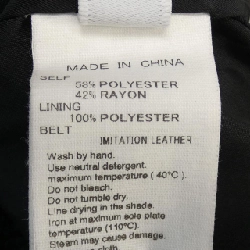 MADE IN CHINA
SELF
58% POLYESTER
42% RAYON
LINING
100% POLYESTER
BELT
IMITATION LEATHER
Wash by hand.
Use neutral detergent.
maximum temperature ( 40°C ).
Do not bleach.
Do not tumble dry.
Line drying in the shade.
Iron at maximum sole plate
temperature (110°C).
Steam may cause damage.
cloth.